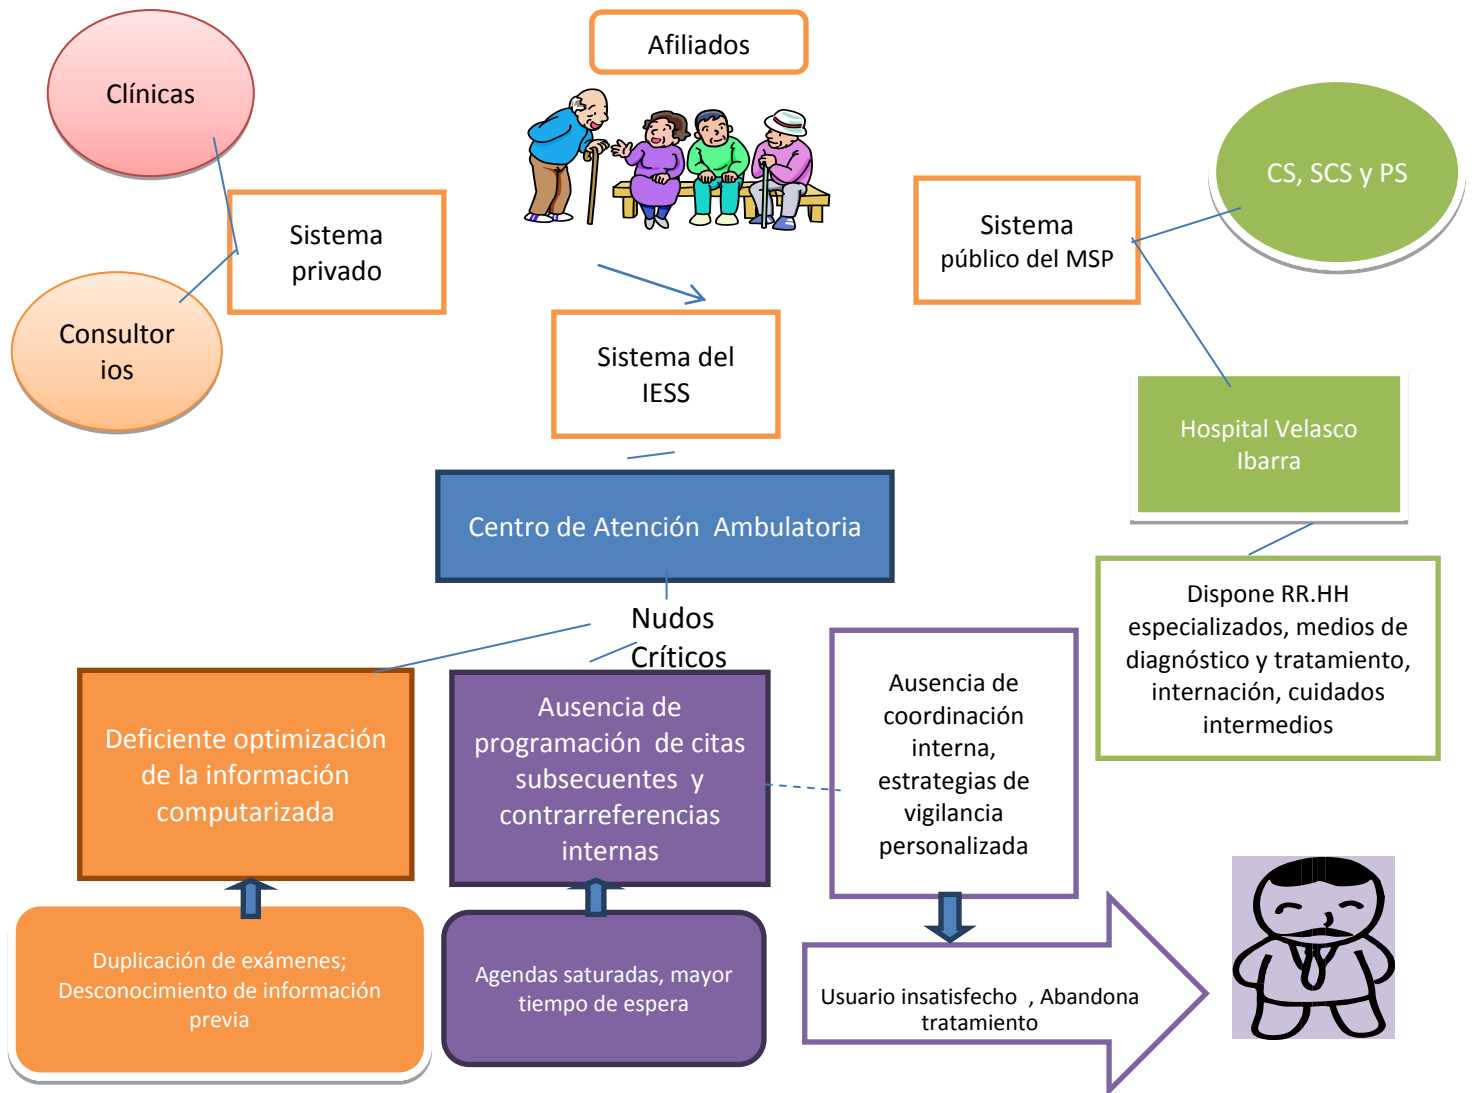 Afiliados
Clínicas
CS, SCS y PS
Sistema
privado
Sistema
público del MSP
Consultor
ios
Sistema del
IESS
Hospital Velasco
Ibarra
Centro de Atención  Ambulatoria
Dispone RR.HH
especializados, medios de
diagnóstico y tratamiento,
internación, cuidados
intermedios
Nudos
Críticos
Deficiente optimización
de la información
computarizada
Ausencia de
programación  de citas
subsecuentes  y
contrarreferencias
internas
Ausencia de
coordinación
interna,
estrategias de
vigilancia
personalizada
Duplicación de exámenes;
Desconocimiento de información
previa
Agendas saturadas, mayor
tiempo de espera
Usuario insatisfecho  , Abandona
tratamiento